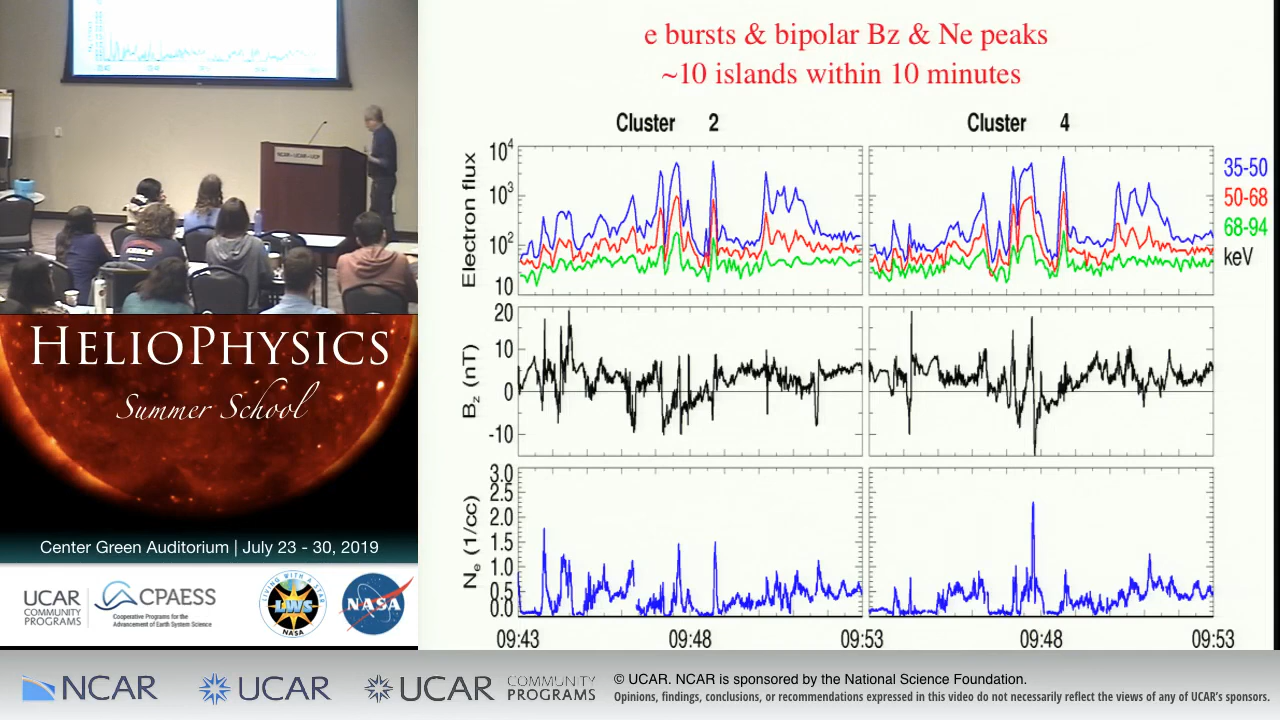 e bursts & bipolar Bz & Ne peaks
~10 islands within 10 minutes
Cluster 2
Cluster 4
Electron flux
10⁴
10³
10²
10
35-50
50-68
68-94
keV
Bz (nT)
20
10
0
-10
Ne (1/cc)
3.0
2.5
2.0
1.5
1.0
0.5
0.0
09:43
09:48
09:53
09:48
09:53
NCAR•UCAR•UCP
HELIOPHYSICS
Summer School
Center Green Auditorium | July 23 - 30, 2019
UCAR
COMMUNITY
PROGRAMS
CPAESS
Cooperative Programs for the
Advancement of Earth System Science
LIVING WITH A STAR
LWS
NASA
NASA
NCAR
UCAR
UCAR
COMMUNITY
PROGRAMS
© UCAR. NCAR is sponsored by the National Science Foundation.
Opinions, findings, conclusions, or recommendations expressed in this video do not necessarily reflect the views of any of UCAR's sponsors.